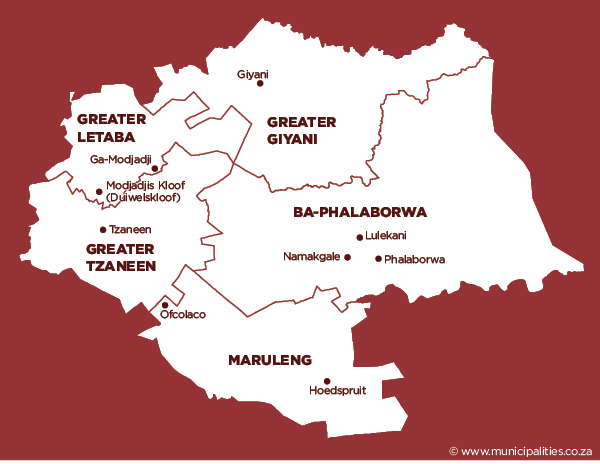 Giyani
GREATER
LETABA
GREATER
GIYANI
Ga-Modjadji
Modjadjis Kloof
(Duiwelskloof)
BA-PHALABORWA
Tzaneen
Lulekani
GREATER
TZANEEN
Namakgale
Phalaborwa
Ofcolaco
MARULENG
Hoedspruit
© www.municipalities.co.za